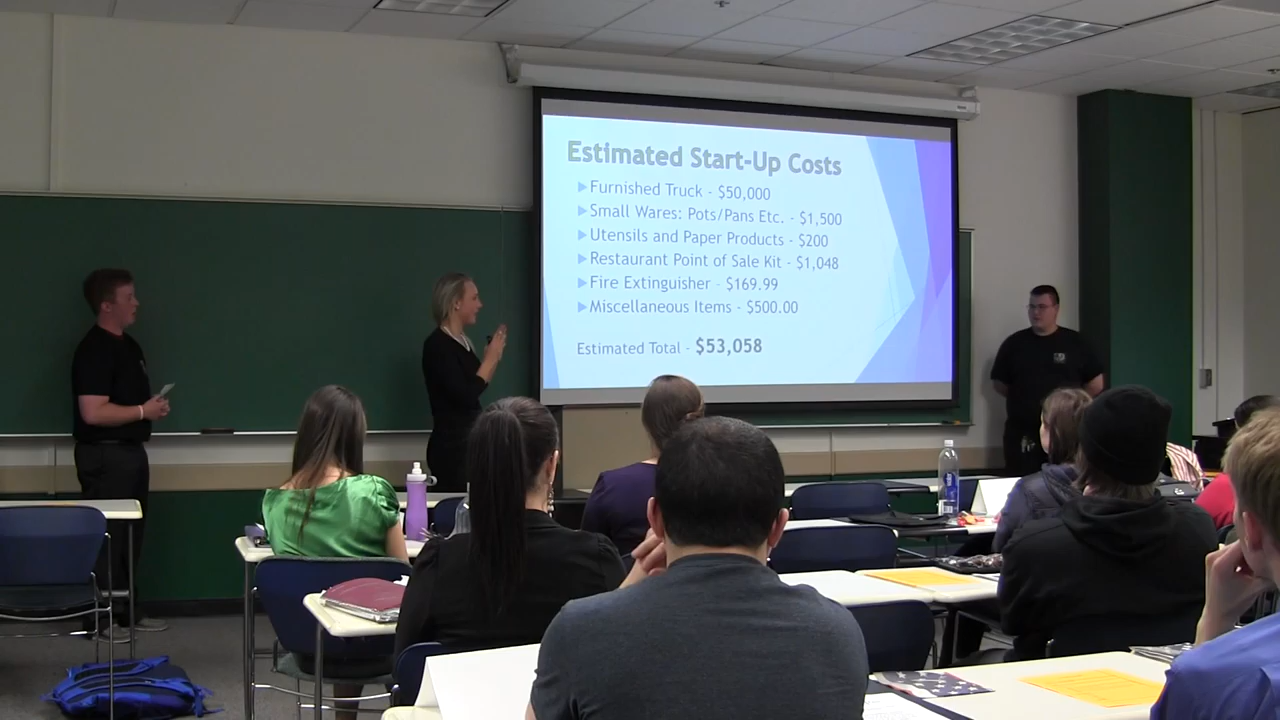 Estimated Start-Up Costs
Furnished Truck - $50,000
Small Wares: Pots/Pans Etc. - $1,500
Utensils and Paper Products - $200
Restaurant Point of Sale Kit - $1,048
Fire Extinguisher - $169.99
Miscellaneous Items - $500.00
Estimated Total - $53,058